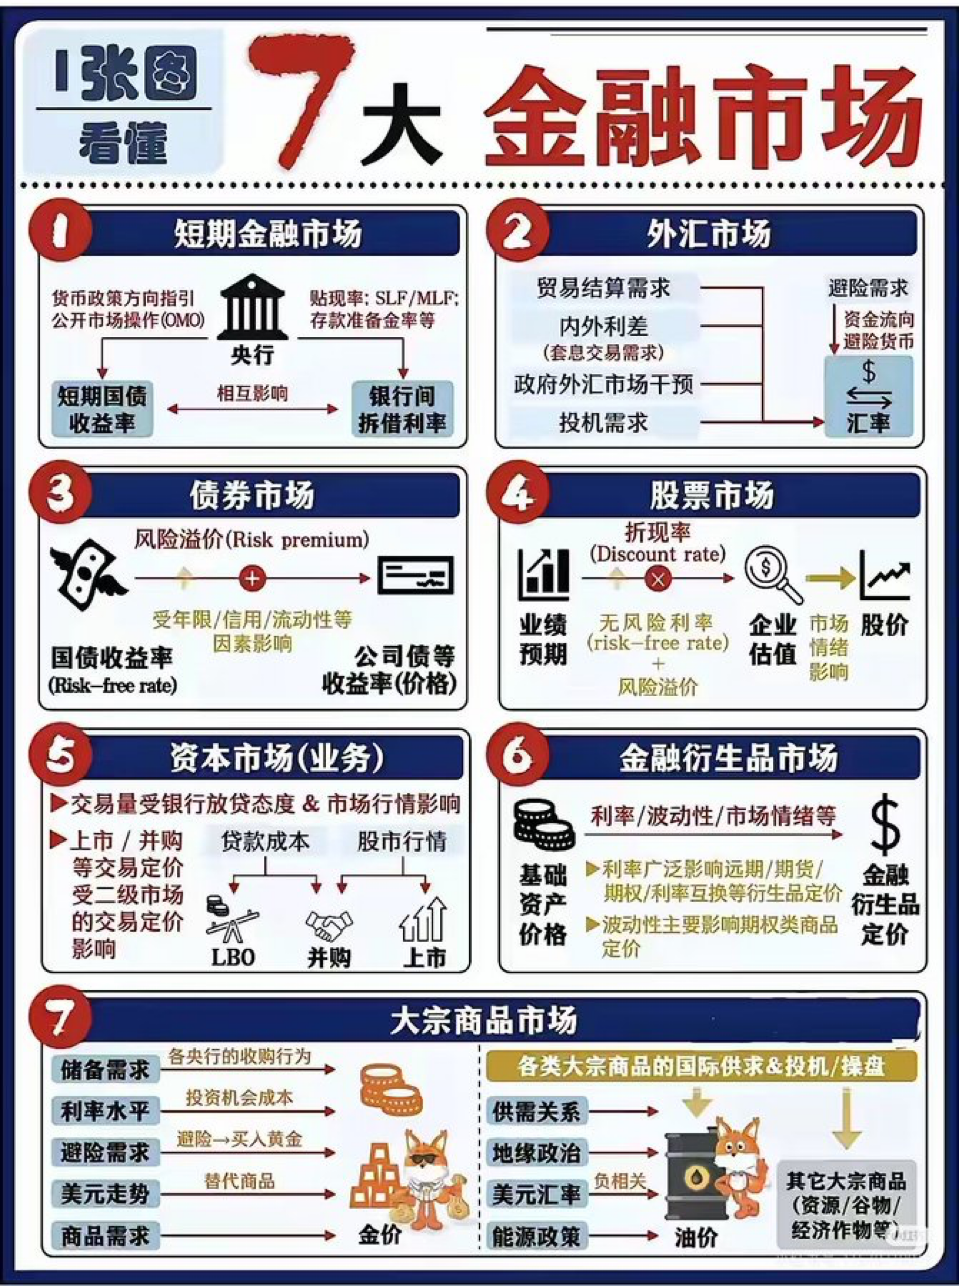 1张图
看懂
7大 金融市场
1 短期金融市场
货币政策方向指引
公开市场操作(OMO)
贴现率; SLF/MLF;
存款准备金率等
央行
短期国债
收益率
相互影响
银行间
拆借利率
2 外汇市场
贸易结算需求
内外利差
(套息交易需求)
政府外汇市场干预
投机需求
避险需求
资金流向
避险货币
$
汇率
3 债券市场
风险溢价(Risk premium)
+
受年限/信用/流动性等
因素影响
国债收益率
(Risk-free rate)
公司债等
收益率(价格)
4 股票市场
折现率
(Discount rate)
×
$
业绩
预期
无风险利率
(risk-free rate)
+
风险溢价
企业
估值
市场
情绪
影响
股价
5 资本市场(业务)
▶交易量受银行放贷态度 & 市场行情影响
▶上市 / 并购
等交易定价
受二级市场
的交易定价
影响
贷款成本
股市行情
LBO
并购
上市
6 金融衍生品市场
利率/波动性/市场情绪等
$
基础
资产
价格
▶利率广泛影响远期/期货/
期权/利率互换等衍生品定价
▶波动性主要影响期权类商品
定价
金融
衍生品
定价
7 大宗商品市场
储备需求
各央行的收购行为
利率水平
投资机会成本
避险需求
避险→买入黄金
美元走势
替代商品
商品需求
金价
各类大宗商品的国际供求&投机/操盘
供需关系
地缘政治
美元汇率
负相关
能源政策
油价
其它大宗商品
(资源/谷物/
经济作物等)